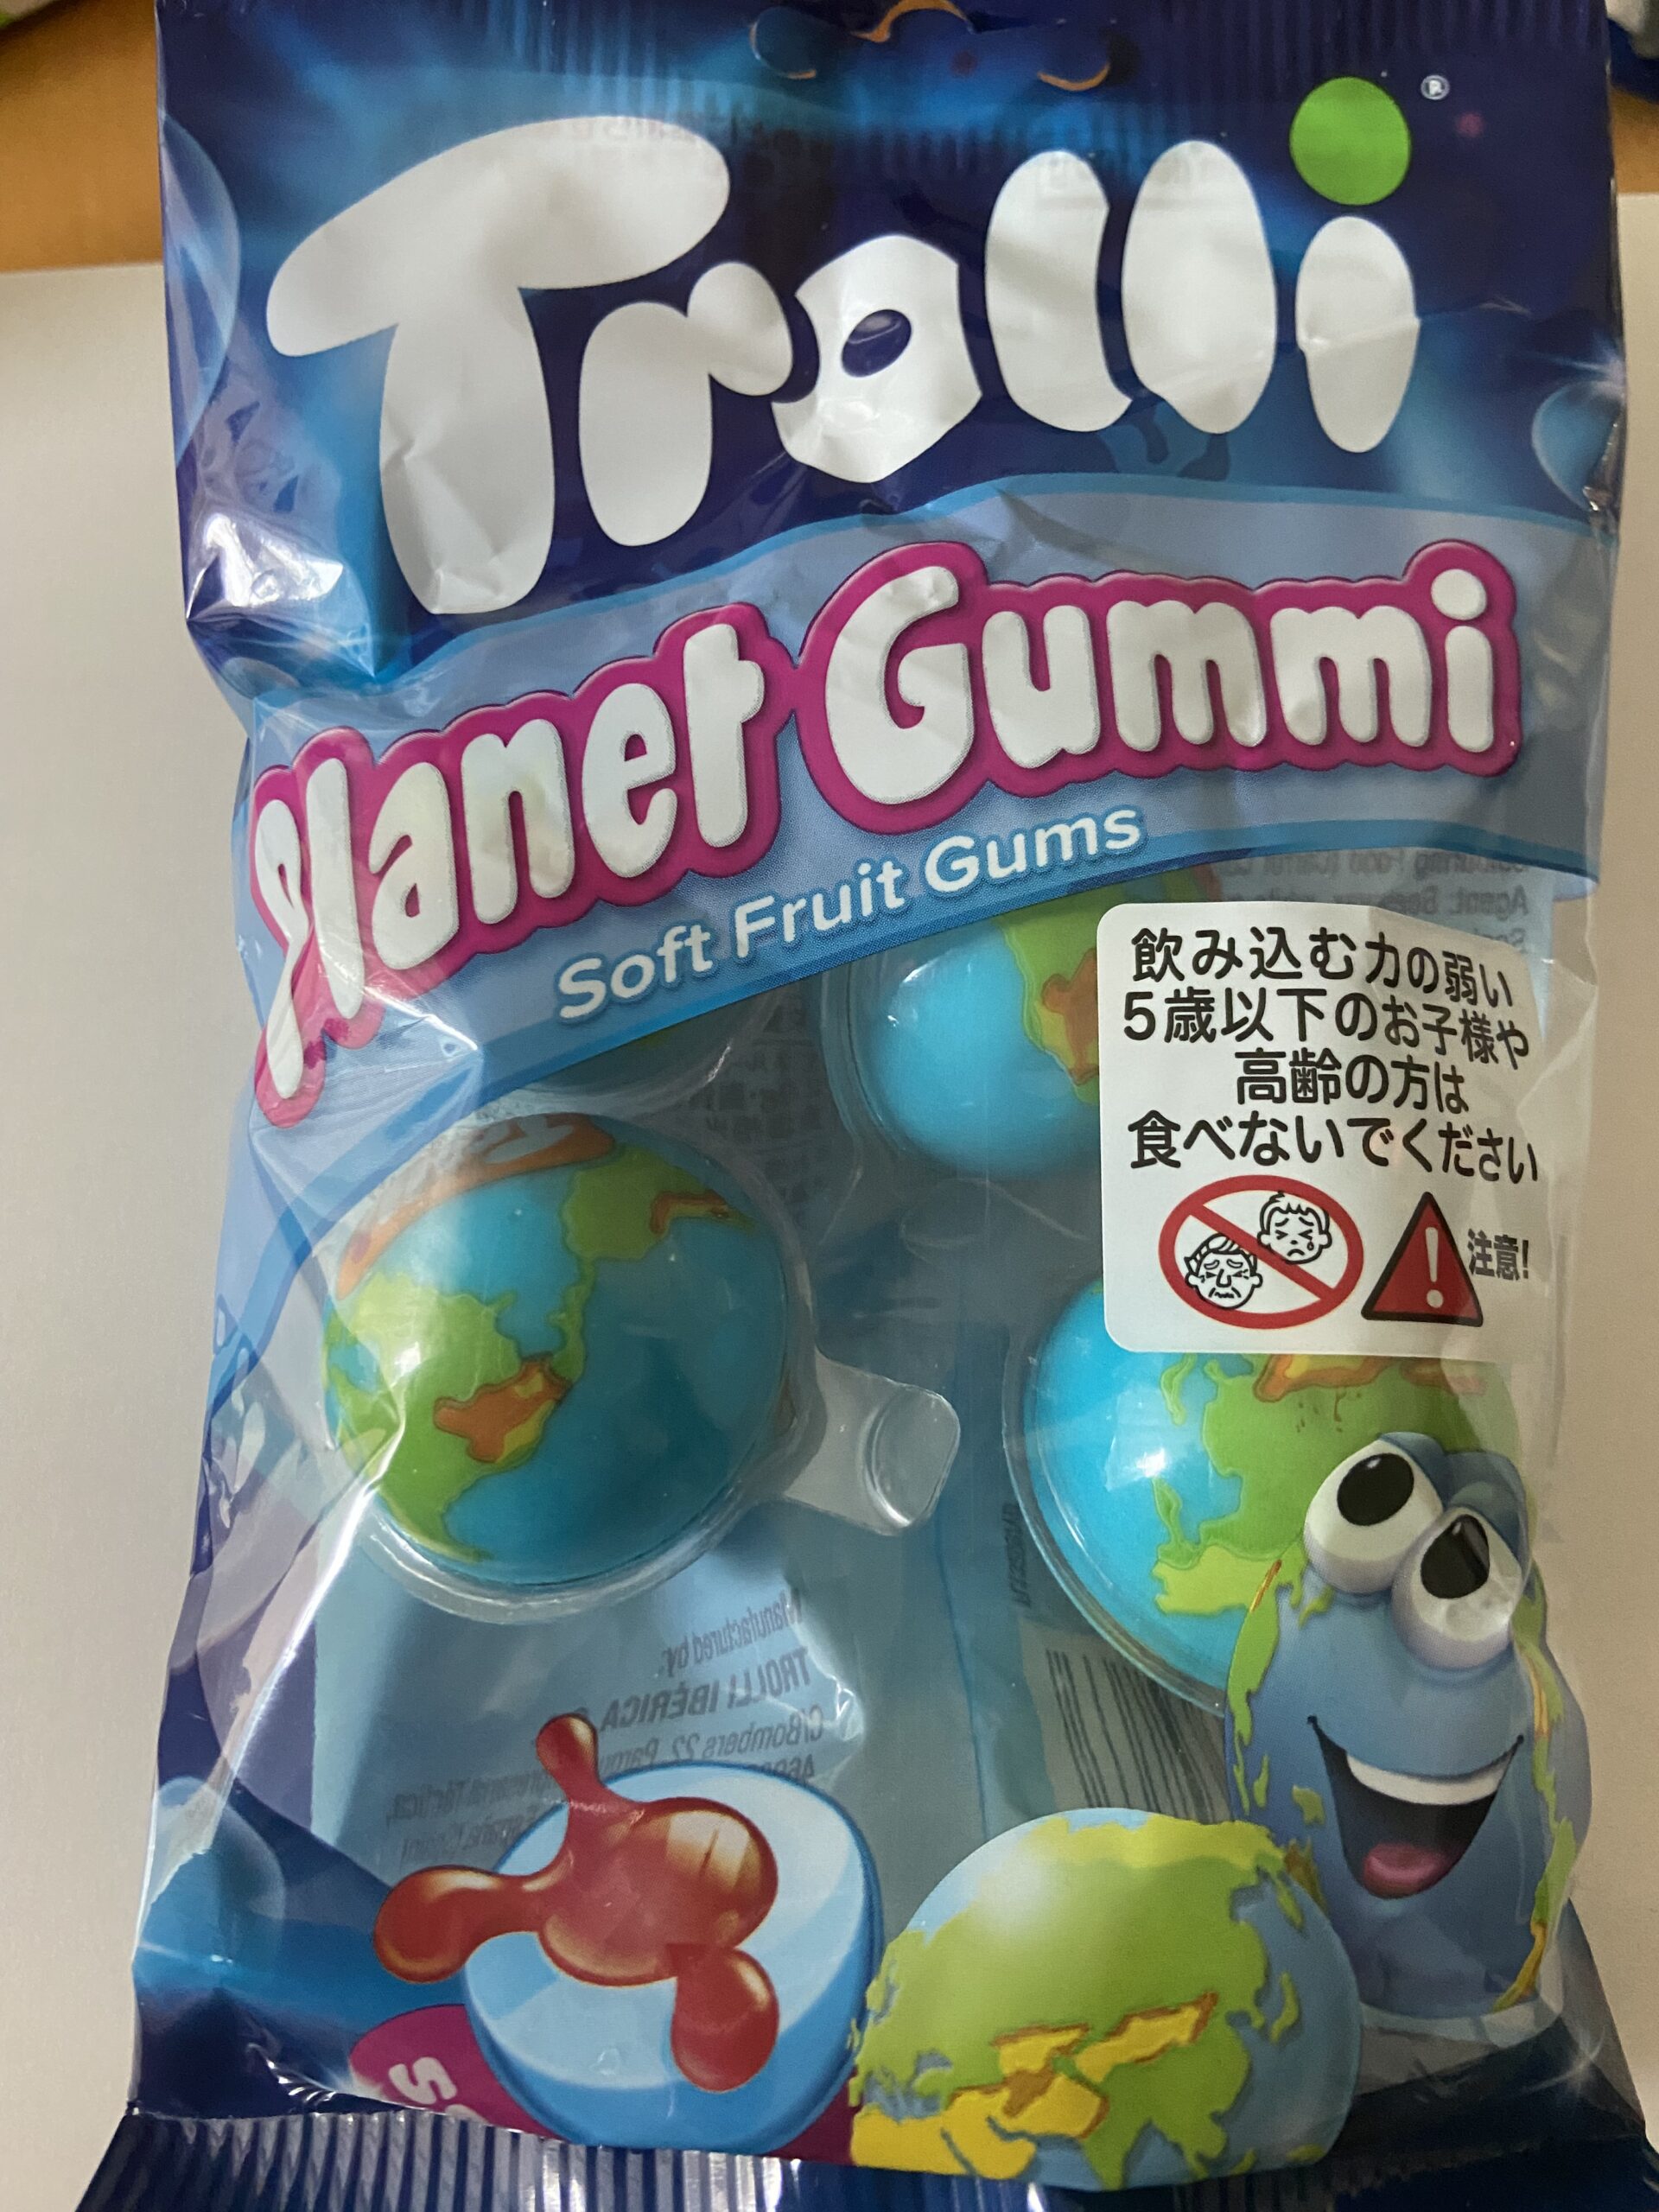 Trolli
®
Planet Gummi
Soft Fruit Gums
飲み込む力の弱い
5歳以下のお子様や
高齢の方は
食べないでください
注意!
Manufactured by:
TROLLI IBÉRICA
C/Bombers 22